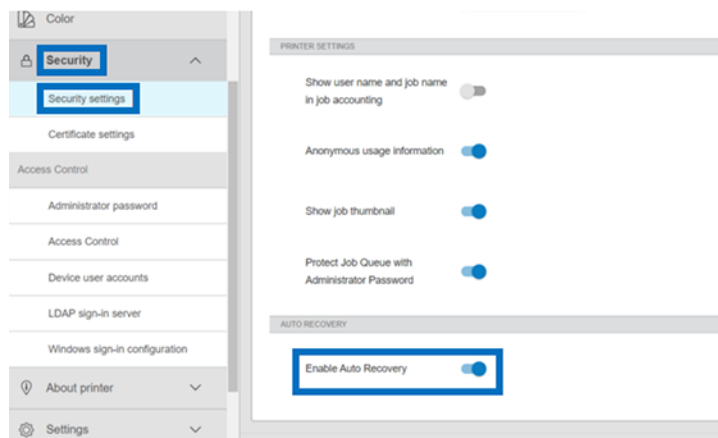 Color
Security
Security settings
Certificate settings
Access Control
Administrator password
Access Control
Device user accounts
LDAP sign-in server
Windows sign-in configuration
About printer
Settings
PRINTER SETTINGS
Show user name and job name
in job accounting
Anonymous usage information
Show job thumbnail
Protect Job Queue with
Administrator Password
AUTO RECOVERY
Enable Auto Recovery